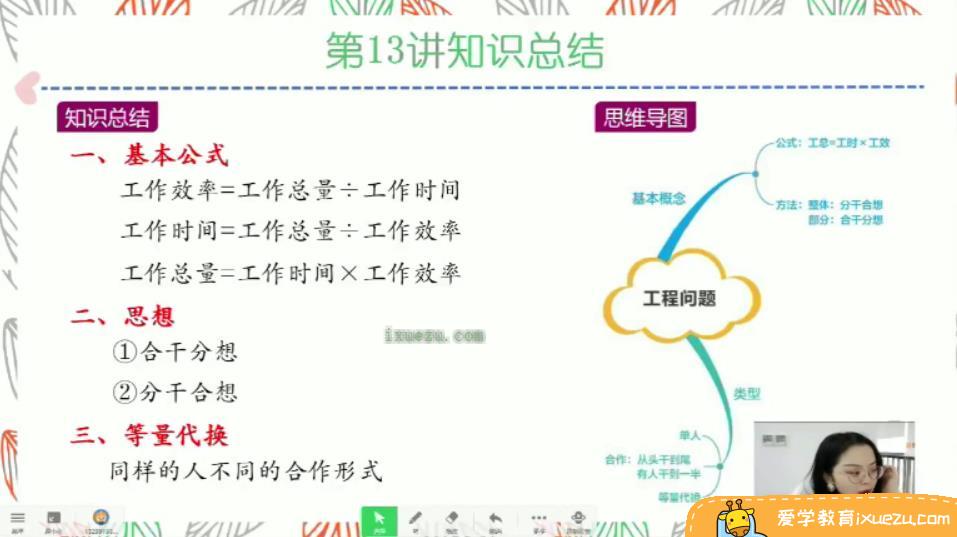 第13讲知识总结
知识总结
一、基本公式
工作效率=工作总量÷工作时间
工作时间=工作总量÷工作效率
工作总量=工作时间×工作效率
二、思想
①合干分想
②分干合想
三、等量代换
同样的人不同的合作形式
ixuezu.com
思维导图
公式：工总=工时×工效
基本概念
方法：整体：分干合想
部分：合干分想
工程问题
类型
单人
合作：从头干到尾
有人干到一半
等量代换
爱学教育ixuezu.com